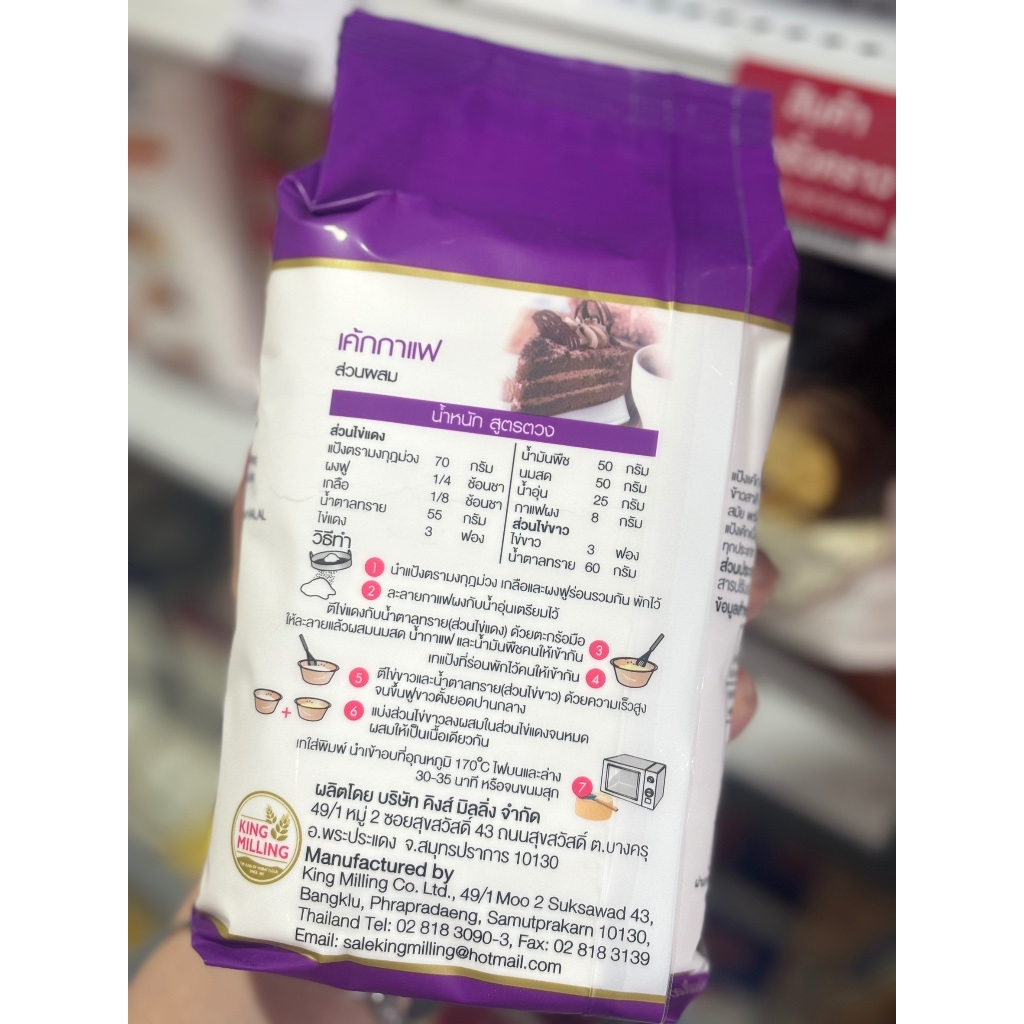 สินค้า
เค้กกาแฟ
ส่วนผสม
น้ำหนัก สูตรตวง
ส่วนไข่แดง
แป้งตรามงกุฎม่วง 70 กรัม
ผงฟู 1/4 ช้อนชา
เกลือ 1/8 ช้อนชา
น้ำตาลทราย 55 กรัม
ไข่แดง 3 ฟอง
น้ำมันพืช 50 กรัม
นมสด 50 กรัม
น้ำอุ่น 25 กรัม
กาแฟผง 8 กรัม
ส่วนไข่ขาว
ไข่ขาว 3 ฟอง
น้ำตาลทราย 60 กรัม
วิธีทำ
1 นำแป้งตรามงกุฎม่วง เกลือและผงฟูร่อนรวมกัน พักไว้
2 ละลายกาแฟผงกับน้ำอุ่นเตรียมไว้
ตีไข่แดงกับน้ำตาลทราย(ส่วนไข่แดง) ด้วยตะกร้อมือ
ให้ละลายแล้วผสมนมสด น้ำกาแฟ และน้ำมันพืชคนให้เข้ากัน 3
เทแป้งที่ร่อนพักไว้คนให้เข้ากัน 4
5 ตีไข่ขาวและน้ำตาลทราย(ส่วนไข่ขาว) ด้วยความเร็วสูง
จนขึ้นฟูขาวตั้งยอดปานกลาง
+
6 แบ่งส่วนไข่ขาวลงผสมในส่วนไข่แดงจนหมด
ผสมให้เป็นเนื้อเดียวกัน
เทใส่พิมพ์ นำเข้าอบที่อุณหภูมิ 170°C ไฟบนและล่าง
30-35 นาที หรือจนขนมสุก 7
ผลิตโดย บริษัท คิงส์ มิลลิ่ง จำกัด
49/1 หมู่ 2 ซอยสุขสวัสดิ์ 43 ถนนสุขสวัสดิ์ ต.บางครุ
อ.พระประแดง จ.สมุทรปราการ 10130
KING
MILLING
Manufactured by
King Milling Co. Ltd., 49/1 Moo 2 Suksawad 43,
Bangklu, Phrapradaeng, Samutprakarn 10130,
Thailand Tel: 02 818 3090-3, Fax: 02 818 3139
Email: salekingmilling@hotmail.com
แป้งเค้ก
ข้าวสาลี
ทุกประเภท